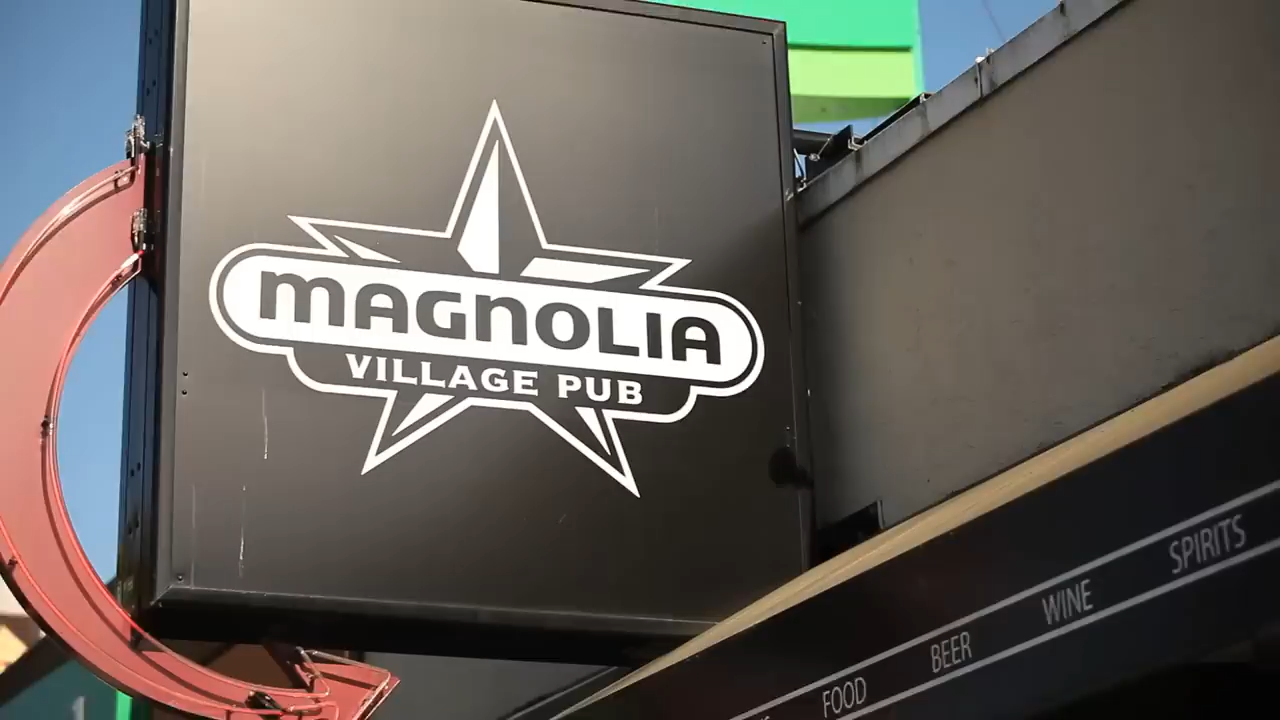 MAGNOLIA
VILLAGE PUB
FOOD
BEER
WINE
SPIRITS